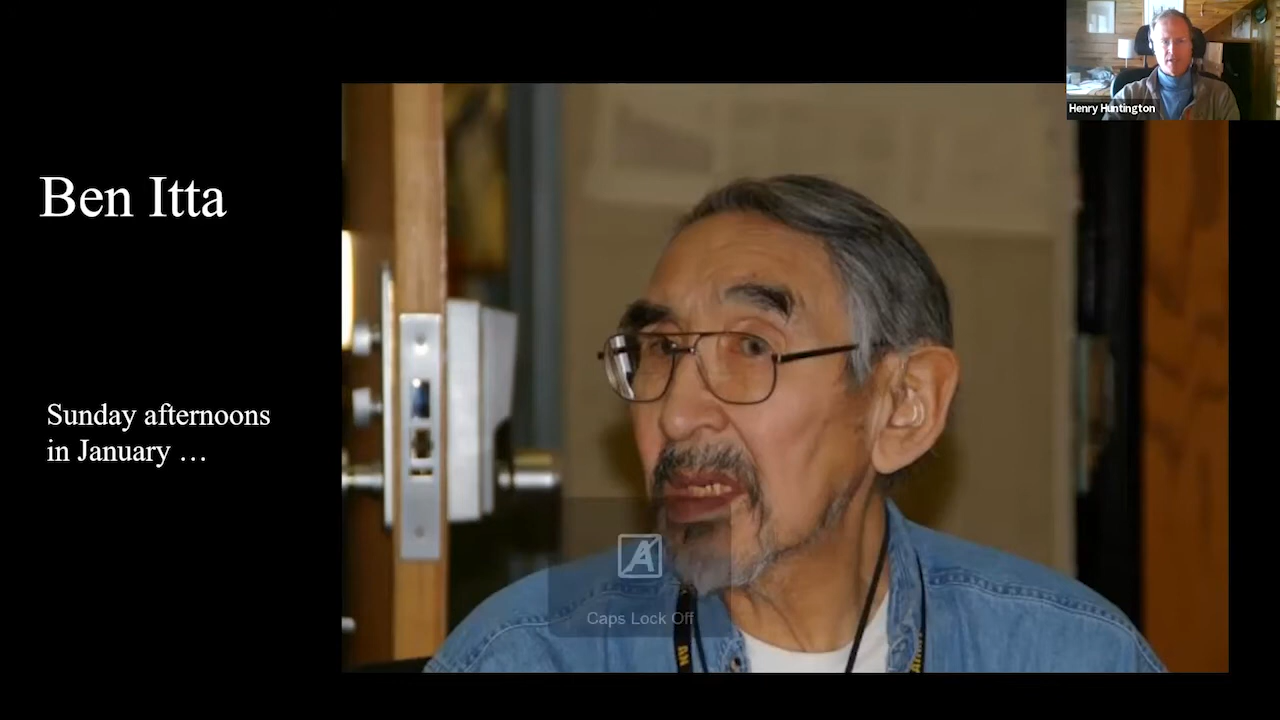 Henry Huntington
Ben Itta
Sunday afternoons
in January …
A
Caps Lock Off